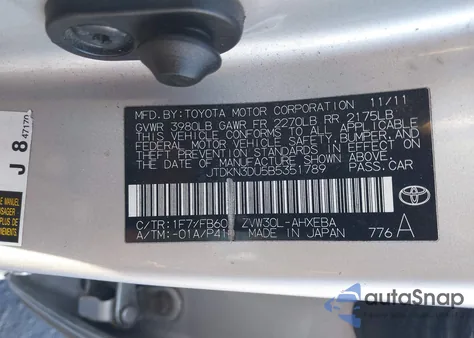 MFD.BY:TOYOTA MOTOR CORPORATION 11/11
GVWR 3980LB GAWR FR 2270LB RR 2175LB
THIS VEHICLE CONFORMS TO ALL APPLICABLE
FEDERAL MOTOR VEHICLE SAFETY, BUMPER, AND
THEFT PREVENTION STANDARDS IN EFFECT ON
THE DATE OF MANUFACTURE SHOWN ABOVE.
JTDKN3DU5B5351789 PASS.CAR
C/TR:1F7/FB60 ZVW30L-AHXEBA
A/TM:-01A/P410 MADE IN JAPAN 776 A
J 8
47170
autoSnap